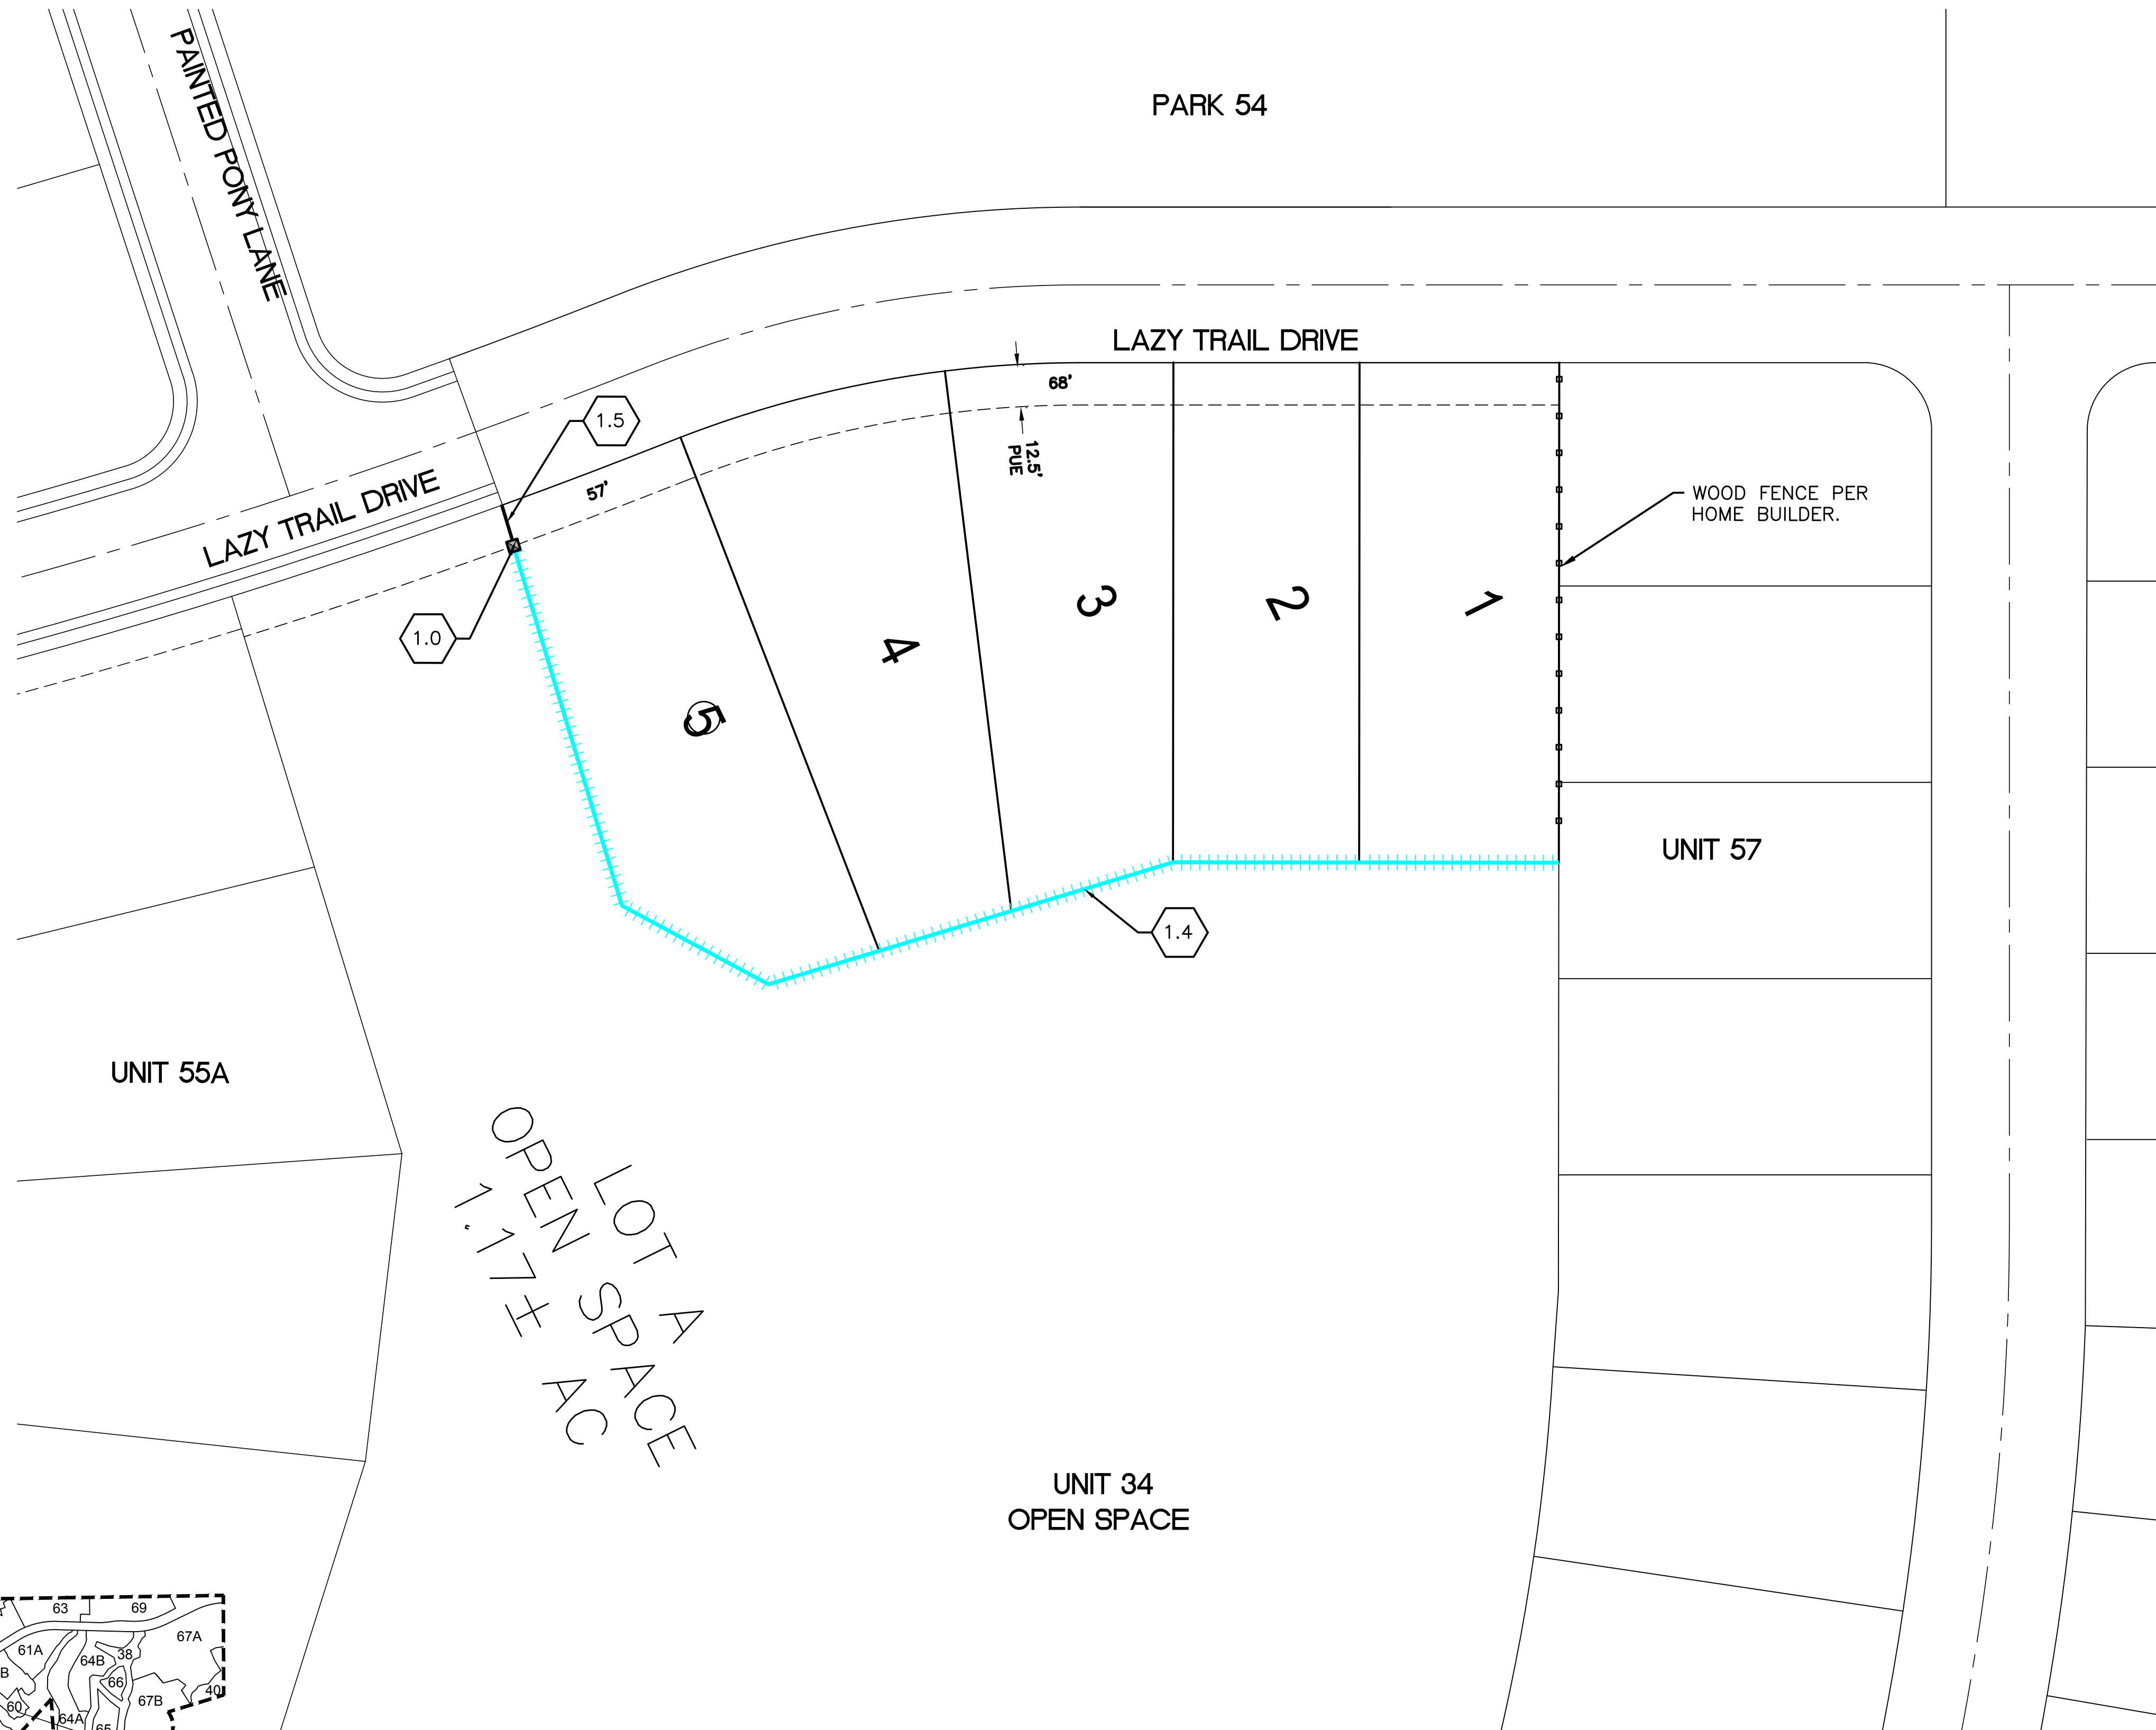 PARK 54
PAINTED PONY LANE
LAZY TRAIL DRIVE
68'
12.5'
PUE
1.5
57'
LAZY TRAIL DRIVE
WOOD FENCE PER
HOME BUILDER.
1.0
5
4
3
2
1
UNIT 57
1.4
UNIT 55A
LOT A
OPEN SPACE
1.17± AC
UNIT 34
OPEN SPACE
63
69
67A
61A
64B
38
B
66
67B
40
60
64A
65